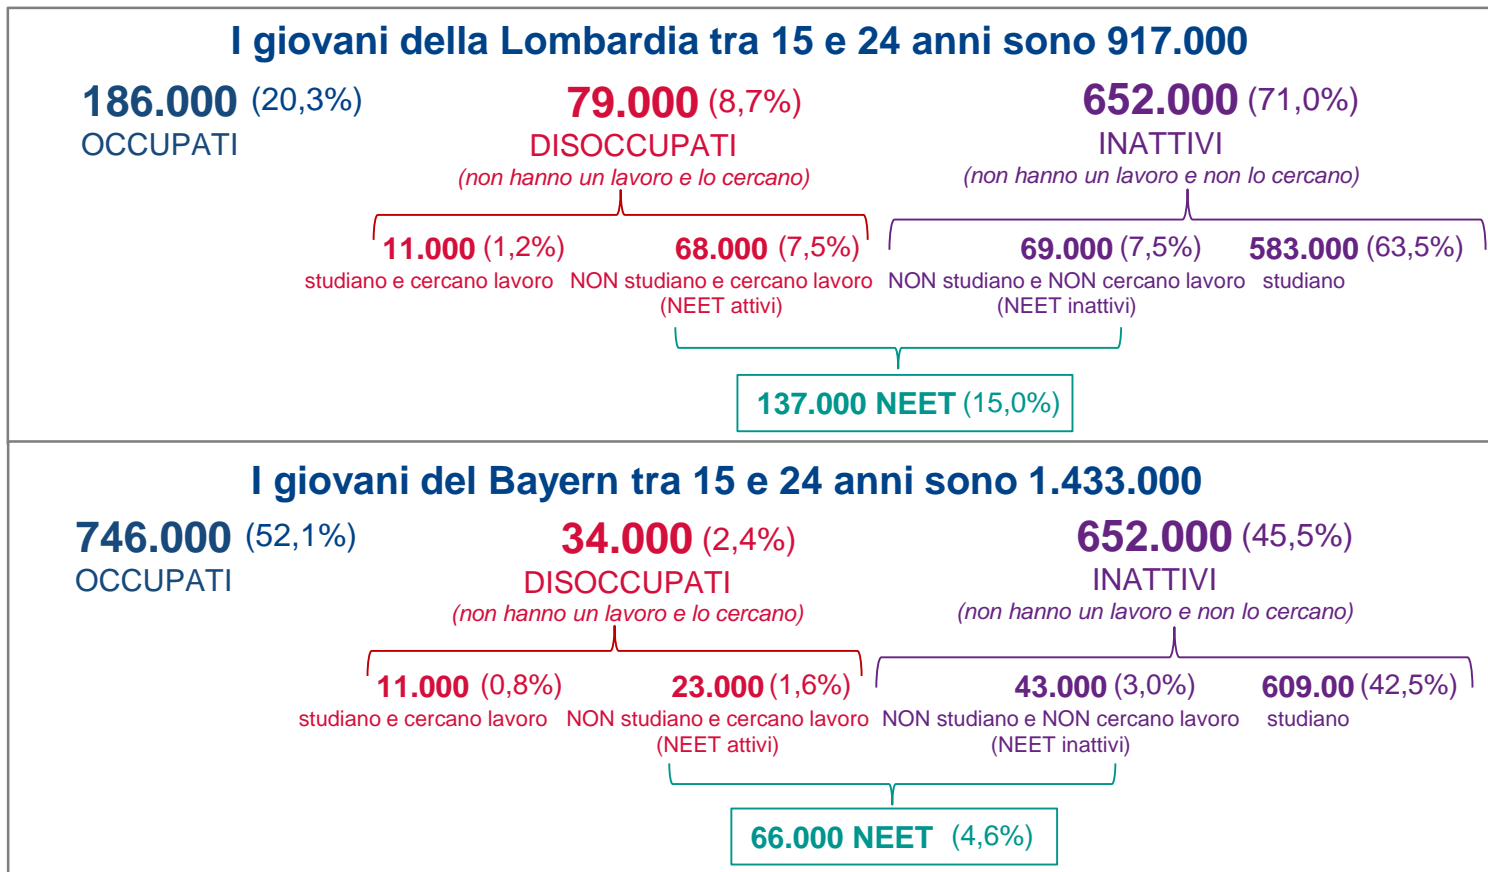 I giovani della Lombardia tra 15 e 24 anni sono 917.000
186.000 (20,3%)
OCCUPATI
79.000 (8,7%)
DISOCCUPATI
(non hanno un lavoro e lo cercano)
652.000 (71,0%)
INATTIVI
(non hanno un lavoro e non lo cercano)
11.000 (1,2%)
studiano e cercano lavoro
68.000 (7,5%)
NON studiano e cercano lavoro
(NEET attivi)
69.000 (7,5%)
NON studiano e NON cercano lavoro
(NEET inattivi)
583.000 (63,5%)
studiano
137.000 NEET (15,0%)
I giovani del Bayern tra 15 e 24 anni sono 1.433.000
746.000 (52,1%)
OCCUPATI
34.000 (2,4%)
DISOCCUPATI
(non hanno un lavoro e lo cercano)
652.000 (45,5%)
INATTIVI
(non hanno un lavoro e non lo cercano)
11.000 (0,8%)
studiano e cercano lavoro
23.000 (1,6%)
NON studiano e cercano lavoro
(NEET attivi)
43.000 (3,0%)
NON studiano e NON cercano lavoro
(NEET inattivi)
609.00 (42,5%)
studiano
66.000 NEET (4,6%)